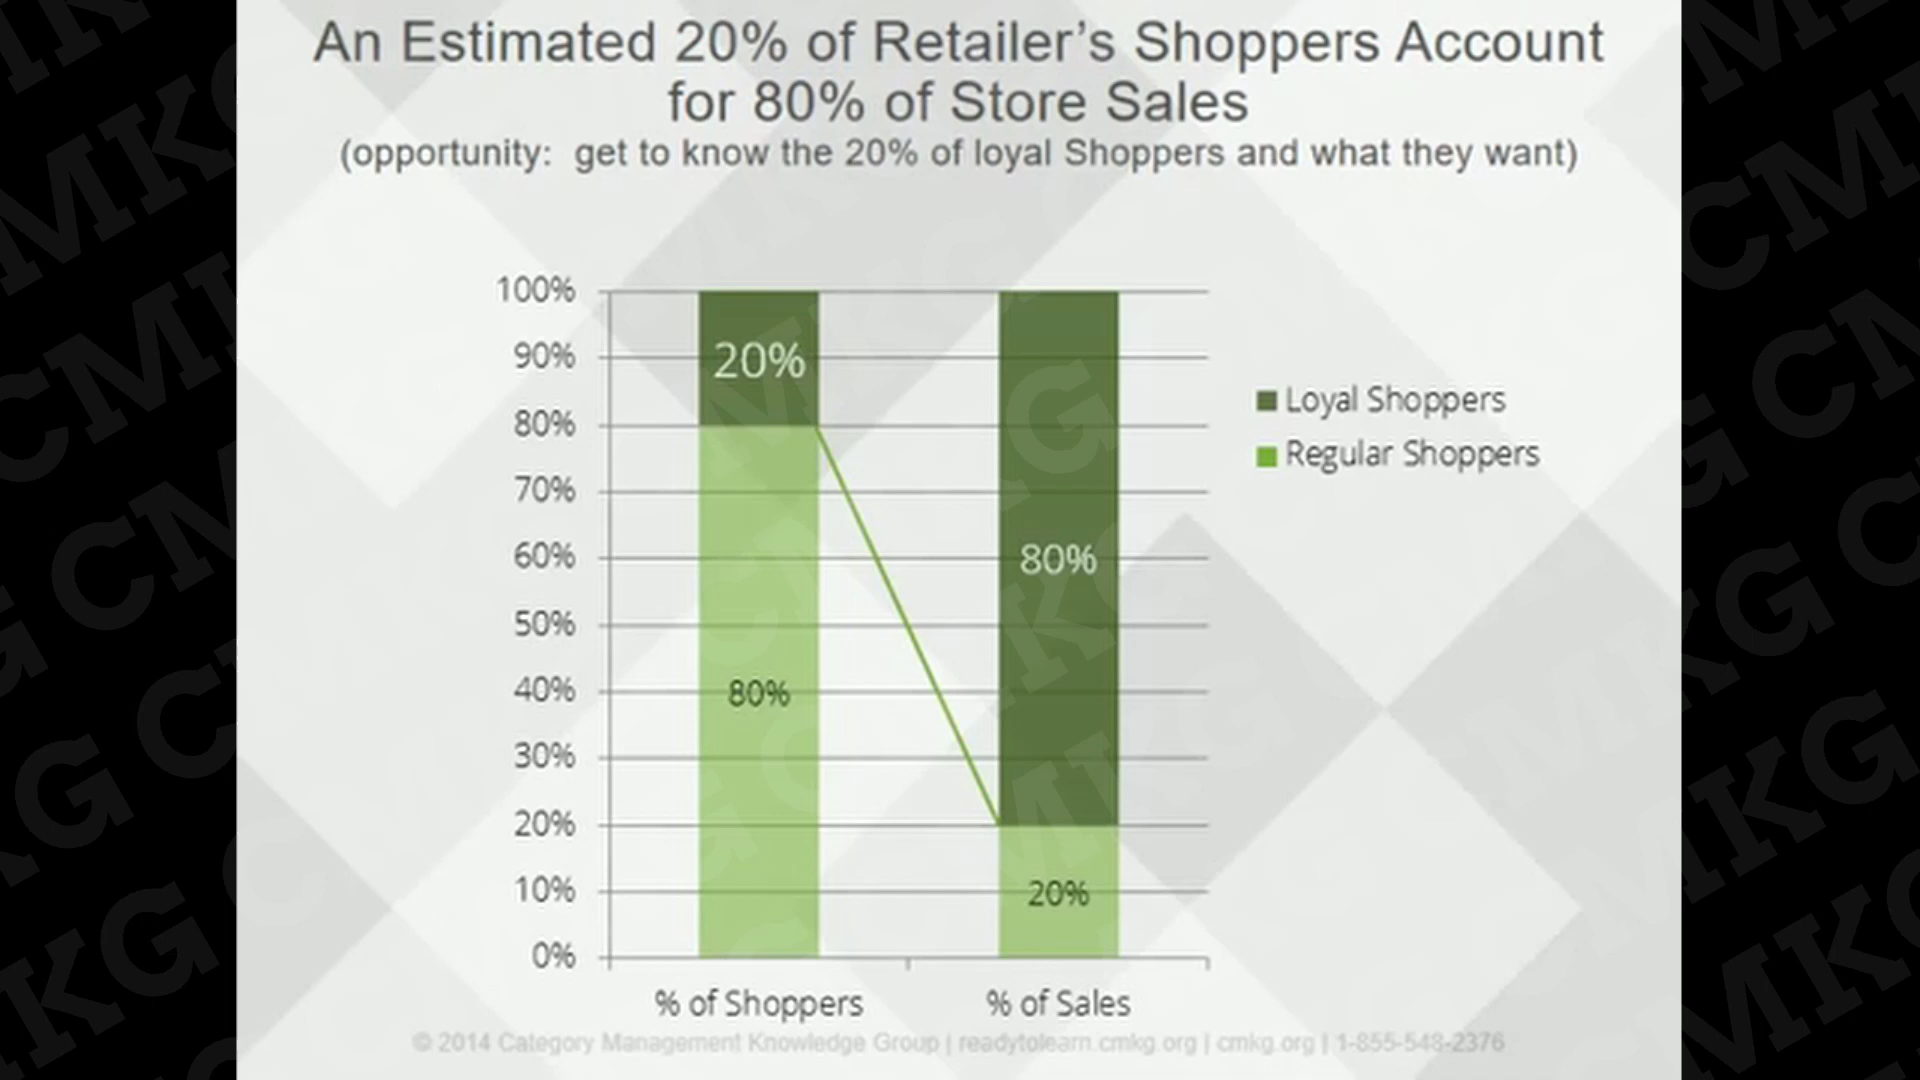 An Estimated 20% of Retailer's Shoppers Account
for 80% of Store Sales
(opportunity:  get to know the 20% of loyal Shoppers and what they want)
100%
90%
80%
70%
60%
50%
40%
30%
20%
10%
0%
20%
80%
80%
20%
Loyal Shoppers
Regular Shoppers
% of Shoppers
% of Sales
© 2014 Category Management Knowledge Group | readytolearn.cmkg.org | cmkg.org | 1-855-548-2376